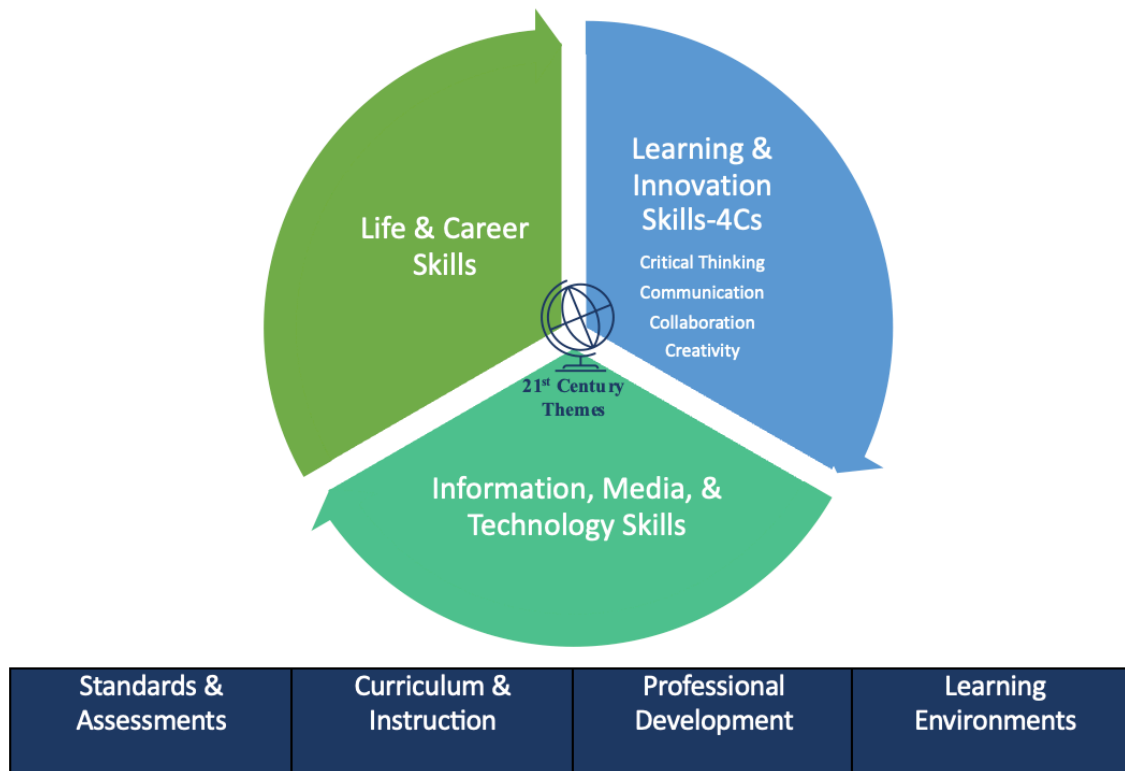 Life & Career
Skills
Learning &
Innovation
Skills-4Cs
Critical Thinking
Communication
Collaboration
Creativity
21st Century
Themes
Information, Media, &
Technology Skills
Standards &
Assessments
Curriculum &
Instruction
Professional
Development
Learning
Environments